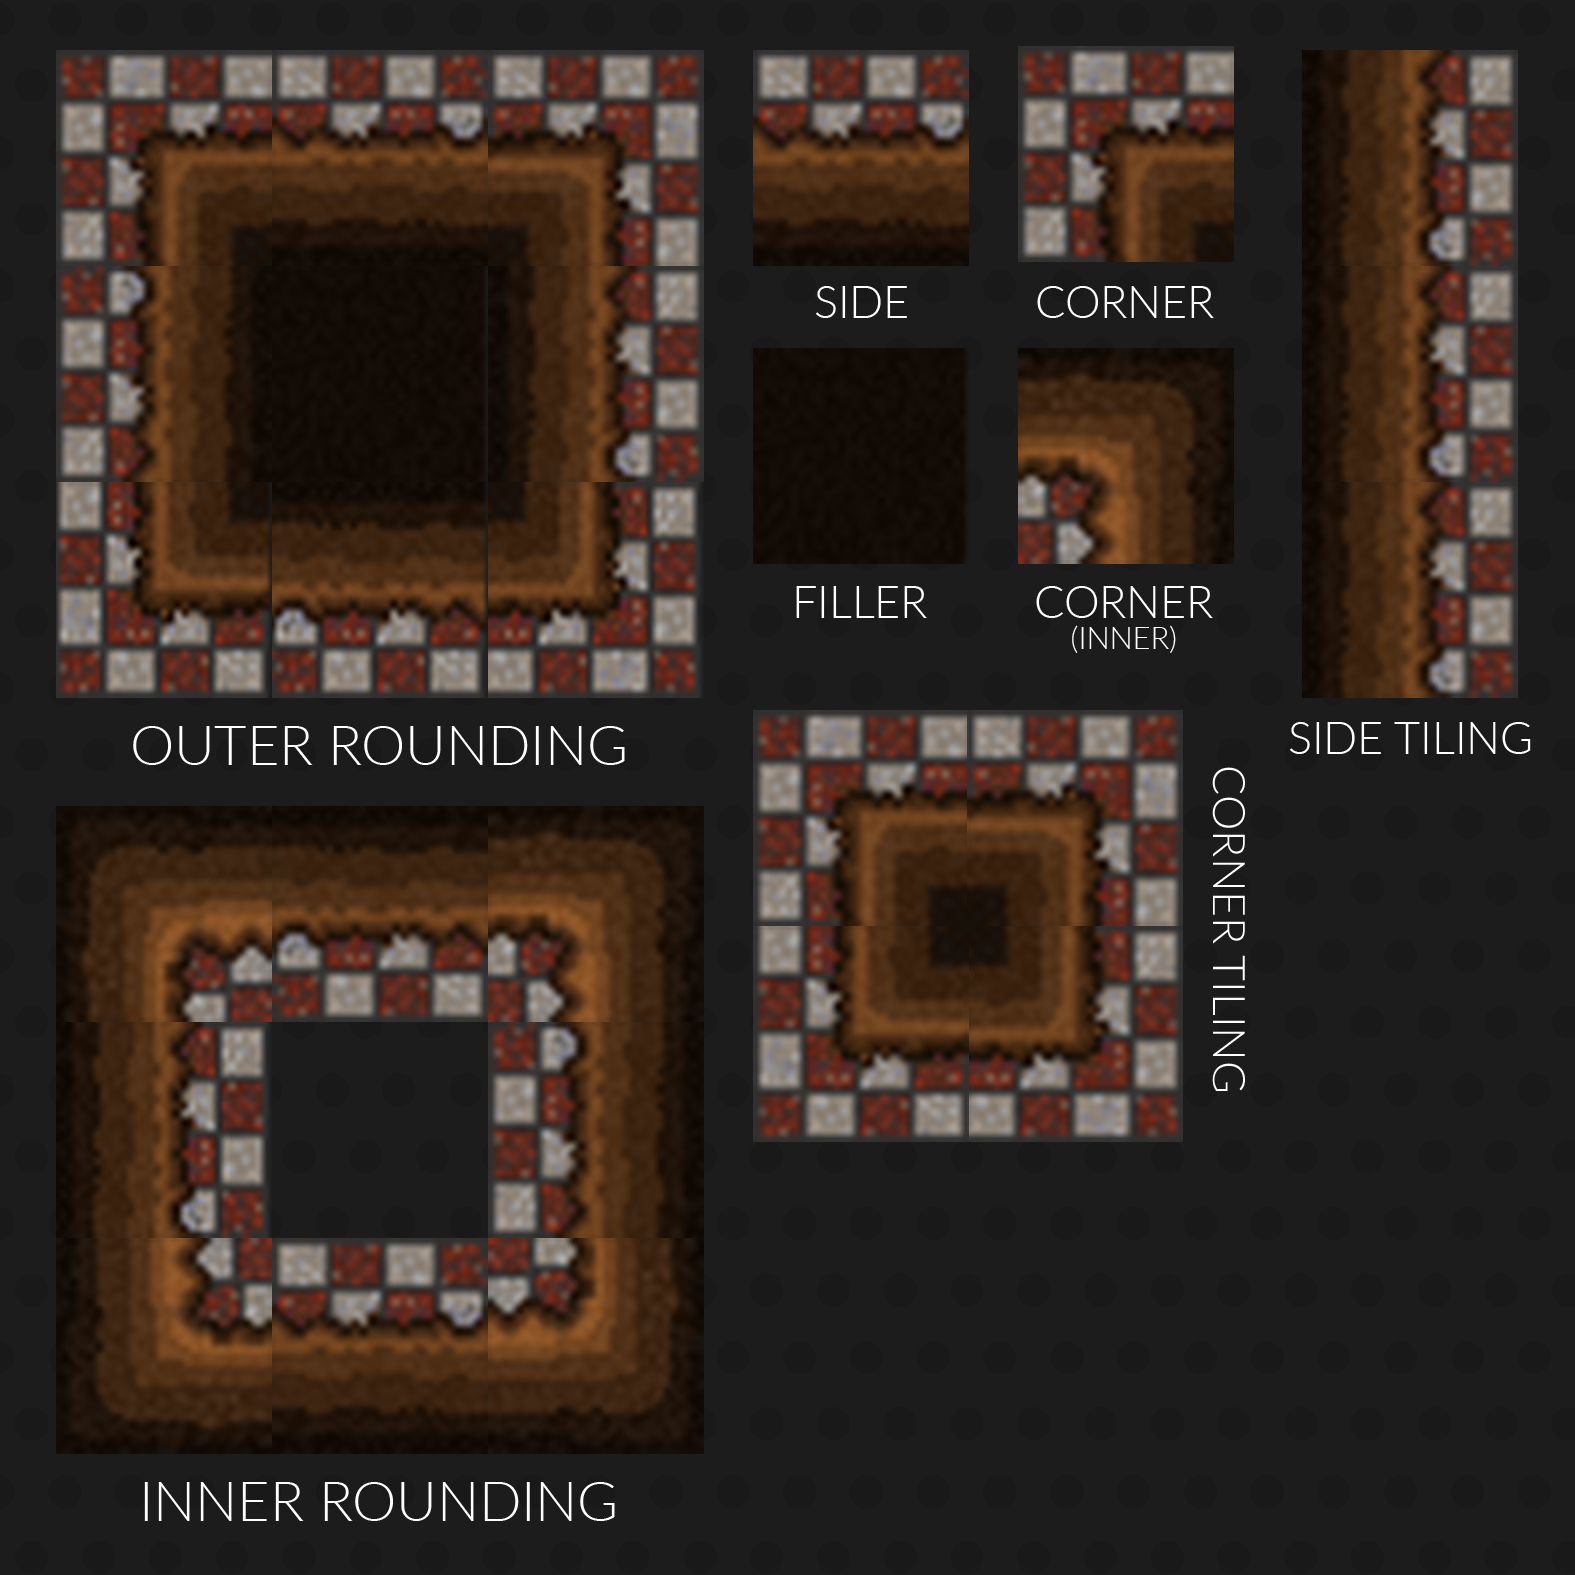 SIDE
CORNER
FILLER
CORNER
(INNER)
OUTER ROUNDING
SIDE TILING
CORNER TILING
INNER ROUNDING